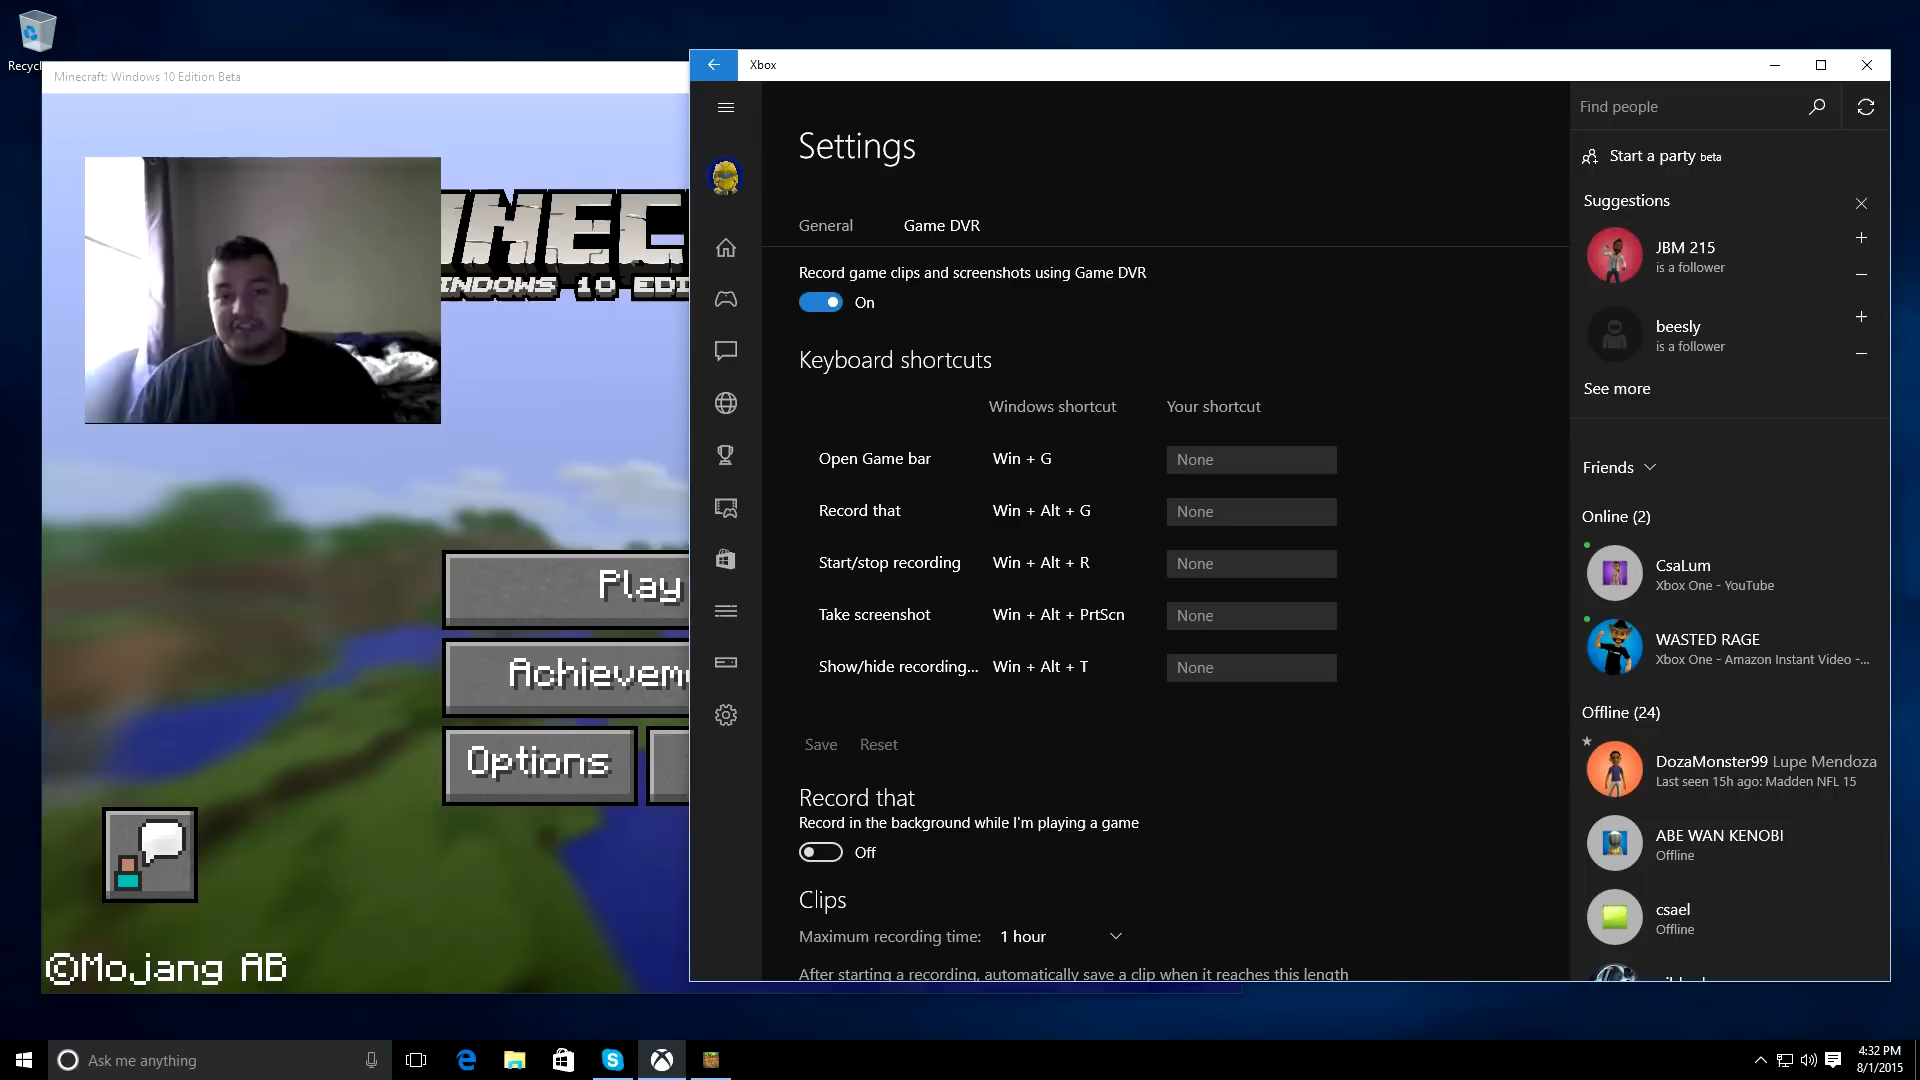 Recycl
Minecraft: Windows 10 Edition Beta
INEC
INDOWS 10 EDI
Play
Achievem
Options
©Mojang AB
Xbox
Settings
General
Game DVR
Record game clips and screenshots using Game DVR
On
Keyboard shortcuts
Windows shortcut
Your shortcut
Open Game bar
Win + G
None
Record that
Win + Alt + G
None
Start/stop recording
Win + Alt + R
None
Take screenshot
Win + Alt + PrtScn
None
Show/hide recording...
Win + Alt + T
None
Save
Reset
Record that
Record in the background while I'm playing a game
Off
Clips
Maximum recording time:
1 hour
After starting a recording, automatically save a clip when it reaches this length
Find people
Start a party beta
Suggestions
JBM 215
is a follower
beesly
is a follower
See more
Friends
Online (2)
CsaLum
Xbox One - YouTube
WASTED RAGE
Xbox One - Amazon Instant Video -...
Offline (24)
DozaMonster99 Lupe Mendoza
Last seen 15h ago: Madden NFL 15
ABE WAN KENOBI
Offline
csael
Offline
Ask me anything
4:32 PM
8/1/2015